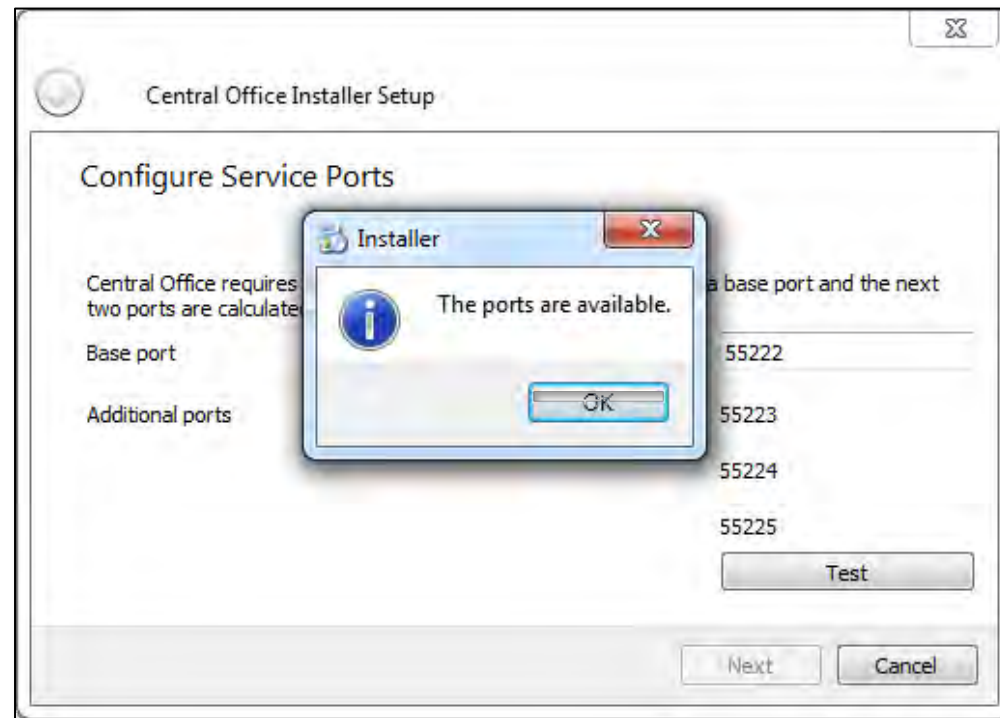 Central Office Installer Setup
Configure Service Ports
Installer
Central Office requires a base port and the next
two ports are calculate
The ports are available.
Base port 55222
OK
Additional ports 55223
55224
55225
Test
Next Cancel